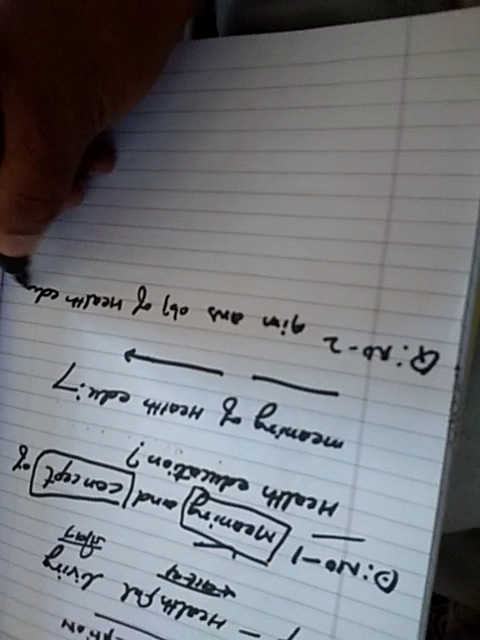 - Healthful living
Q:No-1 Meaning and concept of
Health education?
meaning of Health edu:?
Q:No-2 aim ans obj of Health edu